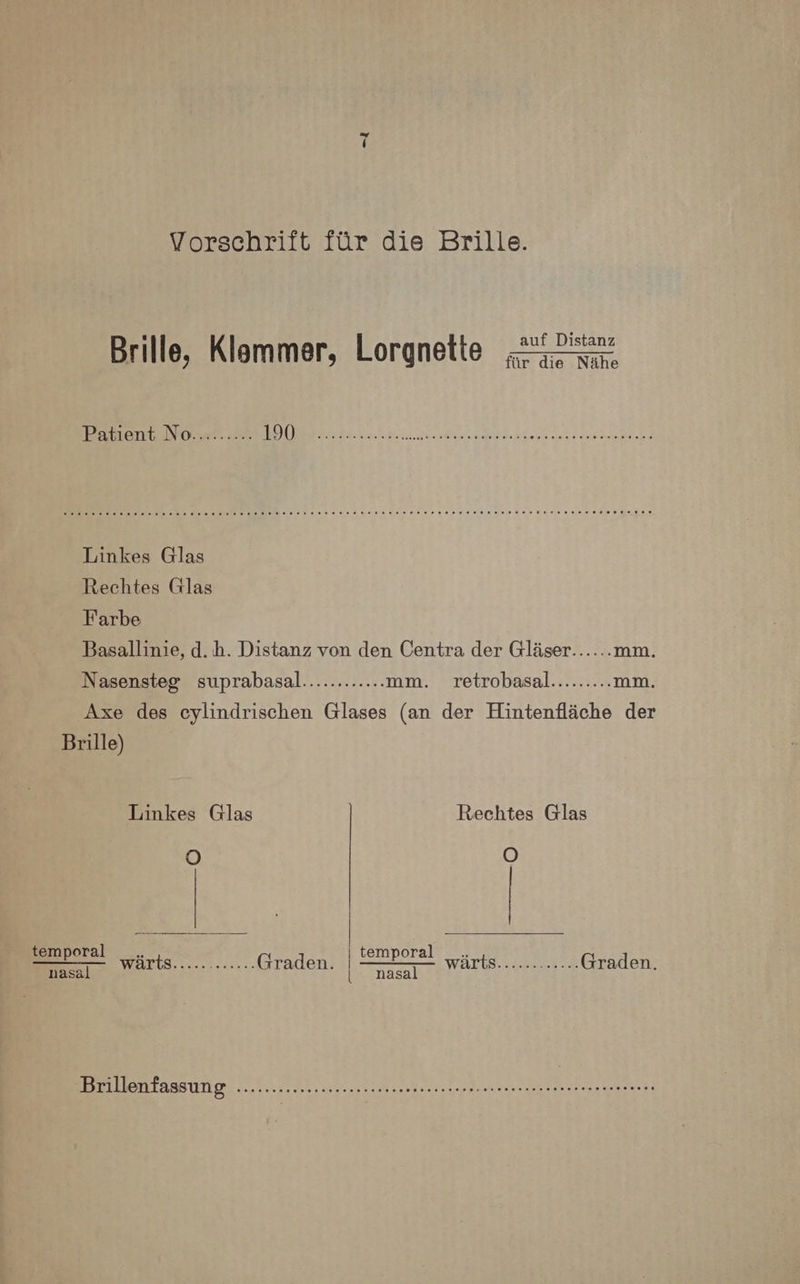 7
Vorschrift für die Brille.
Brille, Klemmer, Lorgnette auf Distanz
für die Nähe
Patient No.......... 190 ............................................................
................................................................................
Linkes Glas
Rechtes Glas
Farbe
Basallinie, d. h. Distanz von den Centra der Gläser......mm.
Nasensteg suprabasal............mm. retrobasal.........mm.
Axe des cylindrischen Glases (an der Hintenfläche der
Brille)
Linkes Glas Rechtes Glas
O O
temporal
nasal wärts............Graden. temporal
nasal wärts............Graden.
Brillenfassung ............................................................